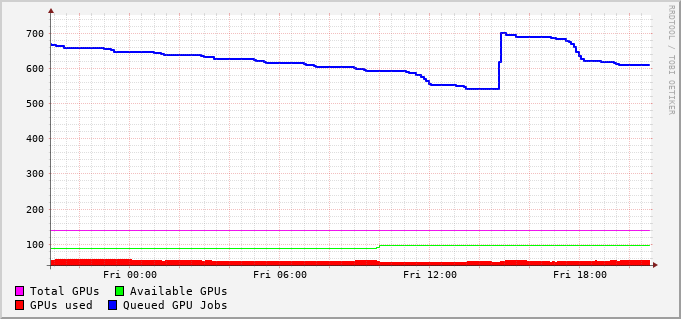 RRDTOOL / TOBI OETIKER
700
600
500
400
300
200
100
Fri 00:00 Fri 06:00 Fri 12:00 Fri 18:00
Total GPUs Available GPUs
GPUs used Queued GPU Jobs